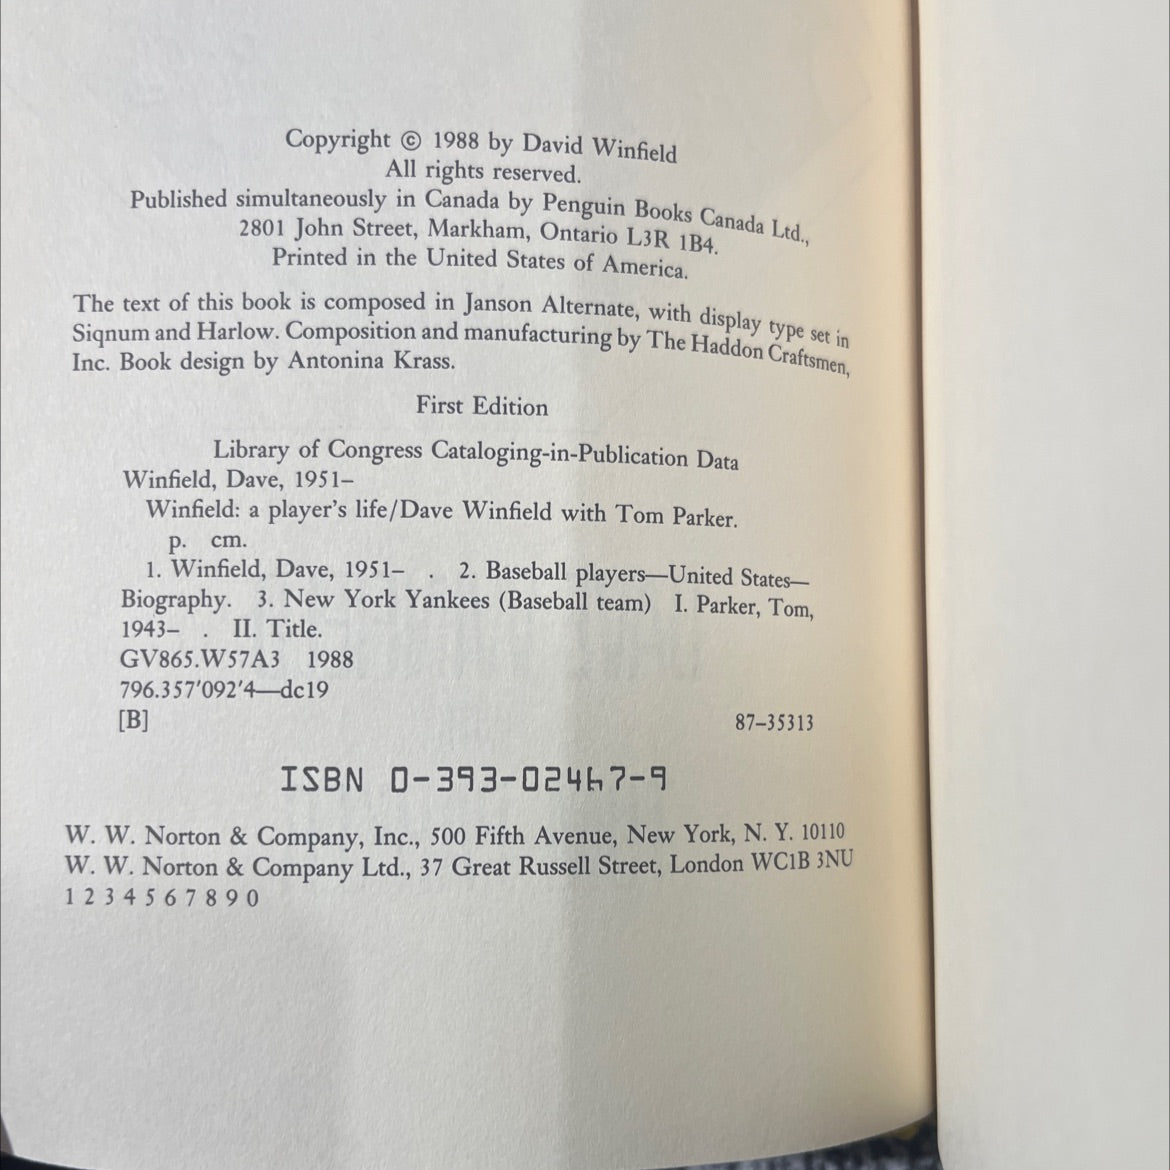 Copyright © 1988 by David Winfield
All rights reserved.
Published simultaneously in Canada by Penguin Books Canada Ltd.,
2801 John Street, Markham, Ontario L3R 1B4.
Printed in the United States of America.
The text of this book is composed in Janson Alternate, with display type set in
Siqnum and Harlow. Composition and manufacturing by The Haddon Craftsmen,
Inc. Book design by Antonina Krass.
First Edition
Library of Congress Cataloging-in-Publication Data
Winfield, Dave, 1951–
Winfield: a player's life/Dave Winfield with Tom Parker.
p. cm.
1. Winfield, Dave, 1951– . 2. Baseball players—United States—
Biography. 3. New York Yankees (Baseball team) I. Parker, Tom,
1943– . II. Title.
GV865.W57A3 1988
796.357'092'4—dc19
[B] 87–35313
ISBN 0-393-02467-9
W. W. Norton & Company, Inc., 500 Fifth Avenue, New York, N. Y. 10110
W. W. Norton & Company Ltd., 37 Great Russell Street, London WC1B 3NU
1 2 3 4 5 6 7 8 9 0